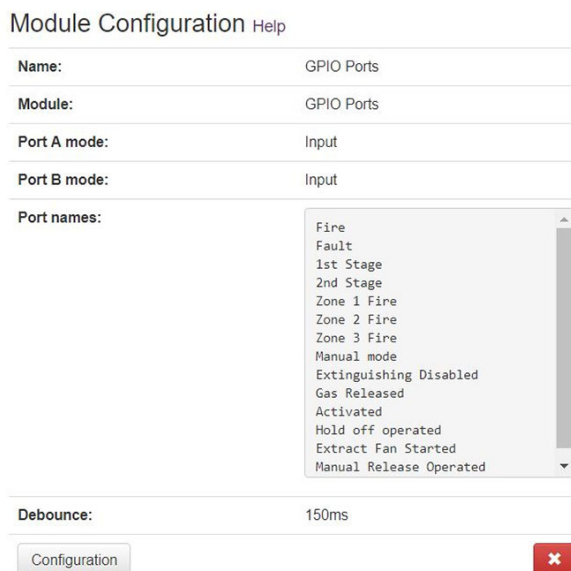 Module Configuration Help
Name: GPIO Ports
Module: GPIO Ports
Port A mode: Input
Port B mode: Input
Port names:
Fire
Fault
1st Stage
2nd Stage
Zone 1 Fire
Zone 2 Fire
Zone 3 Fire
Manual mode
Extinguishing Disabled
Gas Released
Activated
Hold off operated
Extract Fan Started
Manual Release Operated
Debounce: 150ms
Configuration